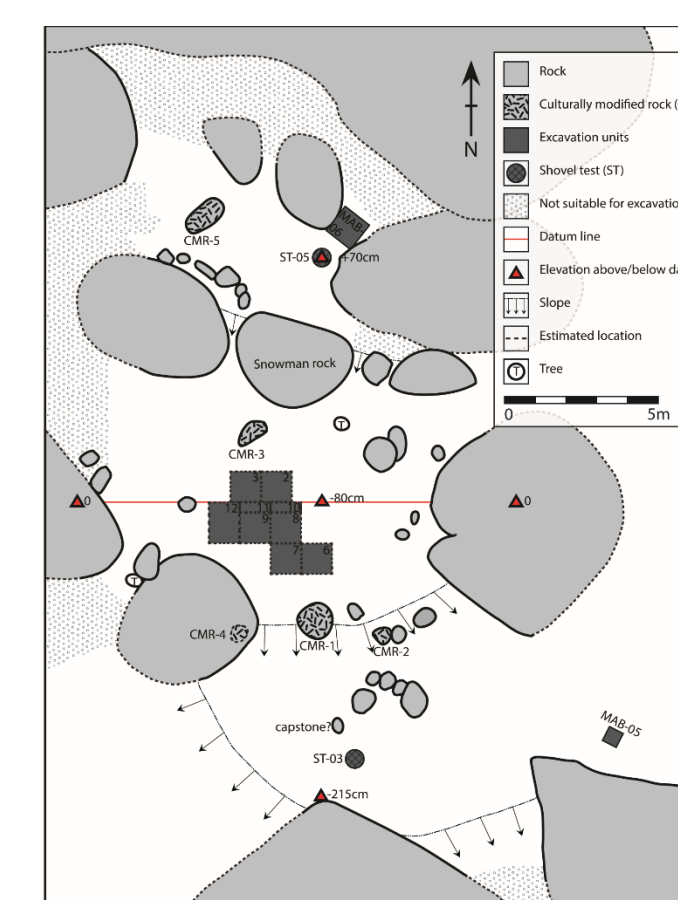 Rock
Culturally modified rock (
Excavation units
Shovel test (ST)
Not suitable for excavatio
Datum line
Elevation above/below da
Slope
Estimated location
T
Tree
0
5m
N
MAB-
06
CMR-5
ST-05
+70cm
Snowman rock
T
CMR-3
3
2
0
-80cm
0
12
11
10
9
8
7
6
T
CMR-4
CMR-1
CMR-2
capstone?
MAB-05
ST-03
-215cm